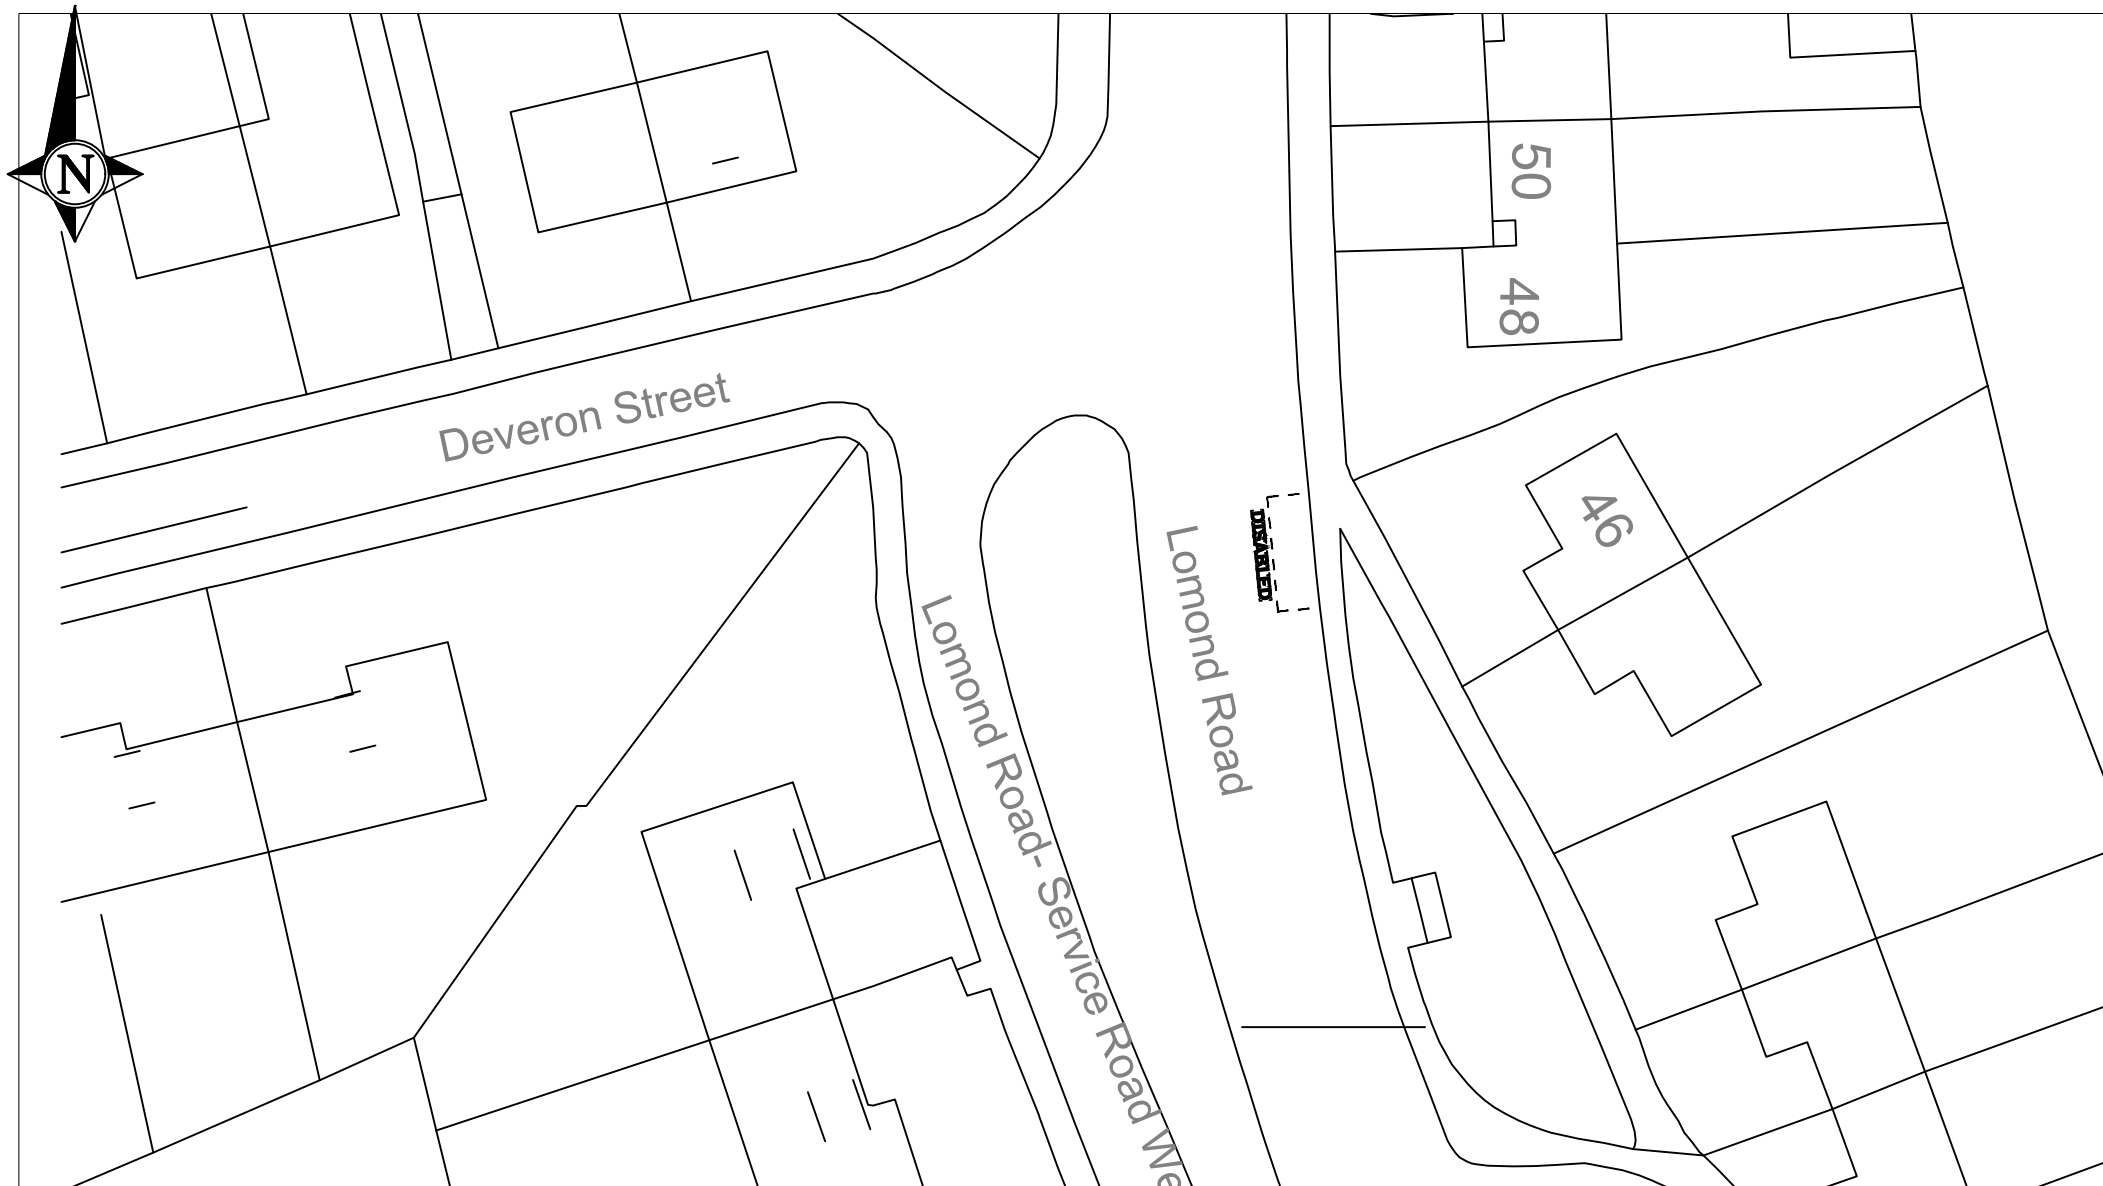 N
50
48
Deveron Street
46
DISABLED
Lomond Road
Lomond Road- Service Road We